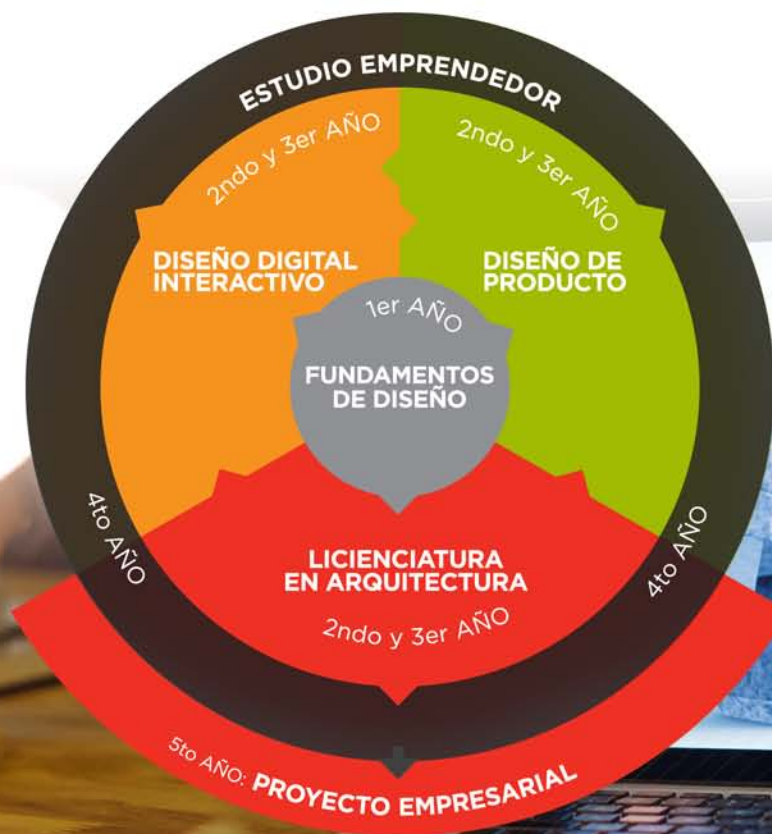 ESTUDIO EMPRENDEDOR
2ndo y 3er AÑO
2ndo y 3er AÑO
DISEÑO DIGITAL
INTERACTIVO
DISEÑO DE
PRODUCTO
1er AÑO
FUNDAMENTOS
DE DISEÑO
4to AÑO
4to AÑO
LICIENCIATURA
EN ARQUITECTURA
2ndo y 3er AÑO
5to AÑO: PROYECTO EMPRESARIAL